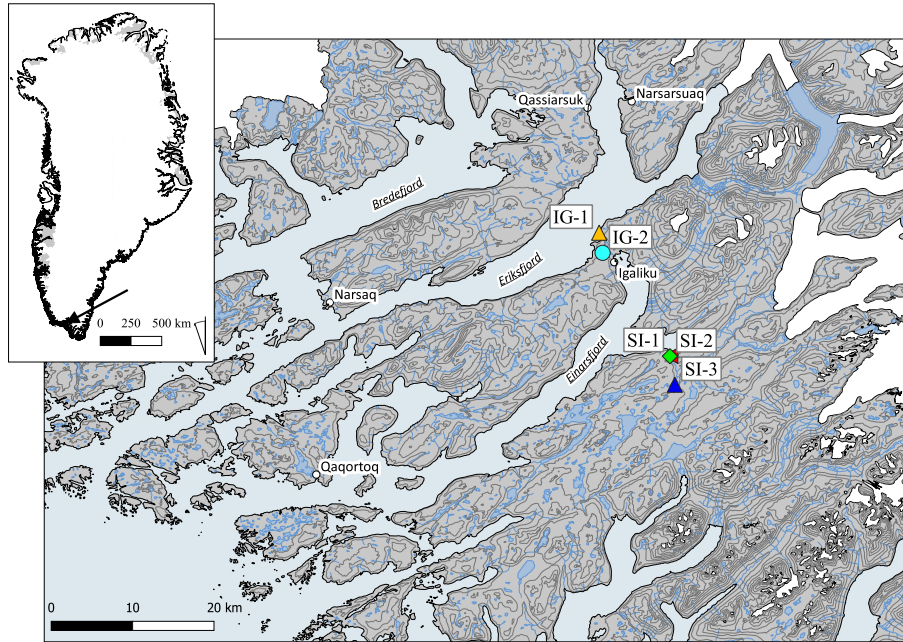 0 250 500 km
Qassiarsuk
Narsarsuaq
Bredefjord
IG-1
IG-2
Eriksfjord
Igaliku
Narsaq
SI-1
SI-2
Einarsfjord
SI-3
Qaqortoq
0 10 20 km